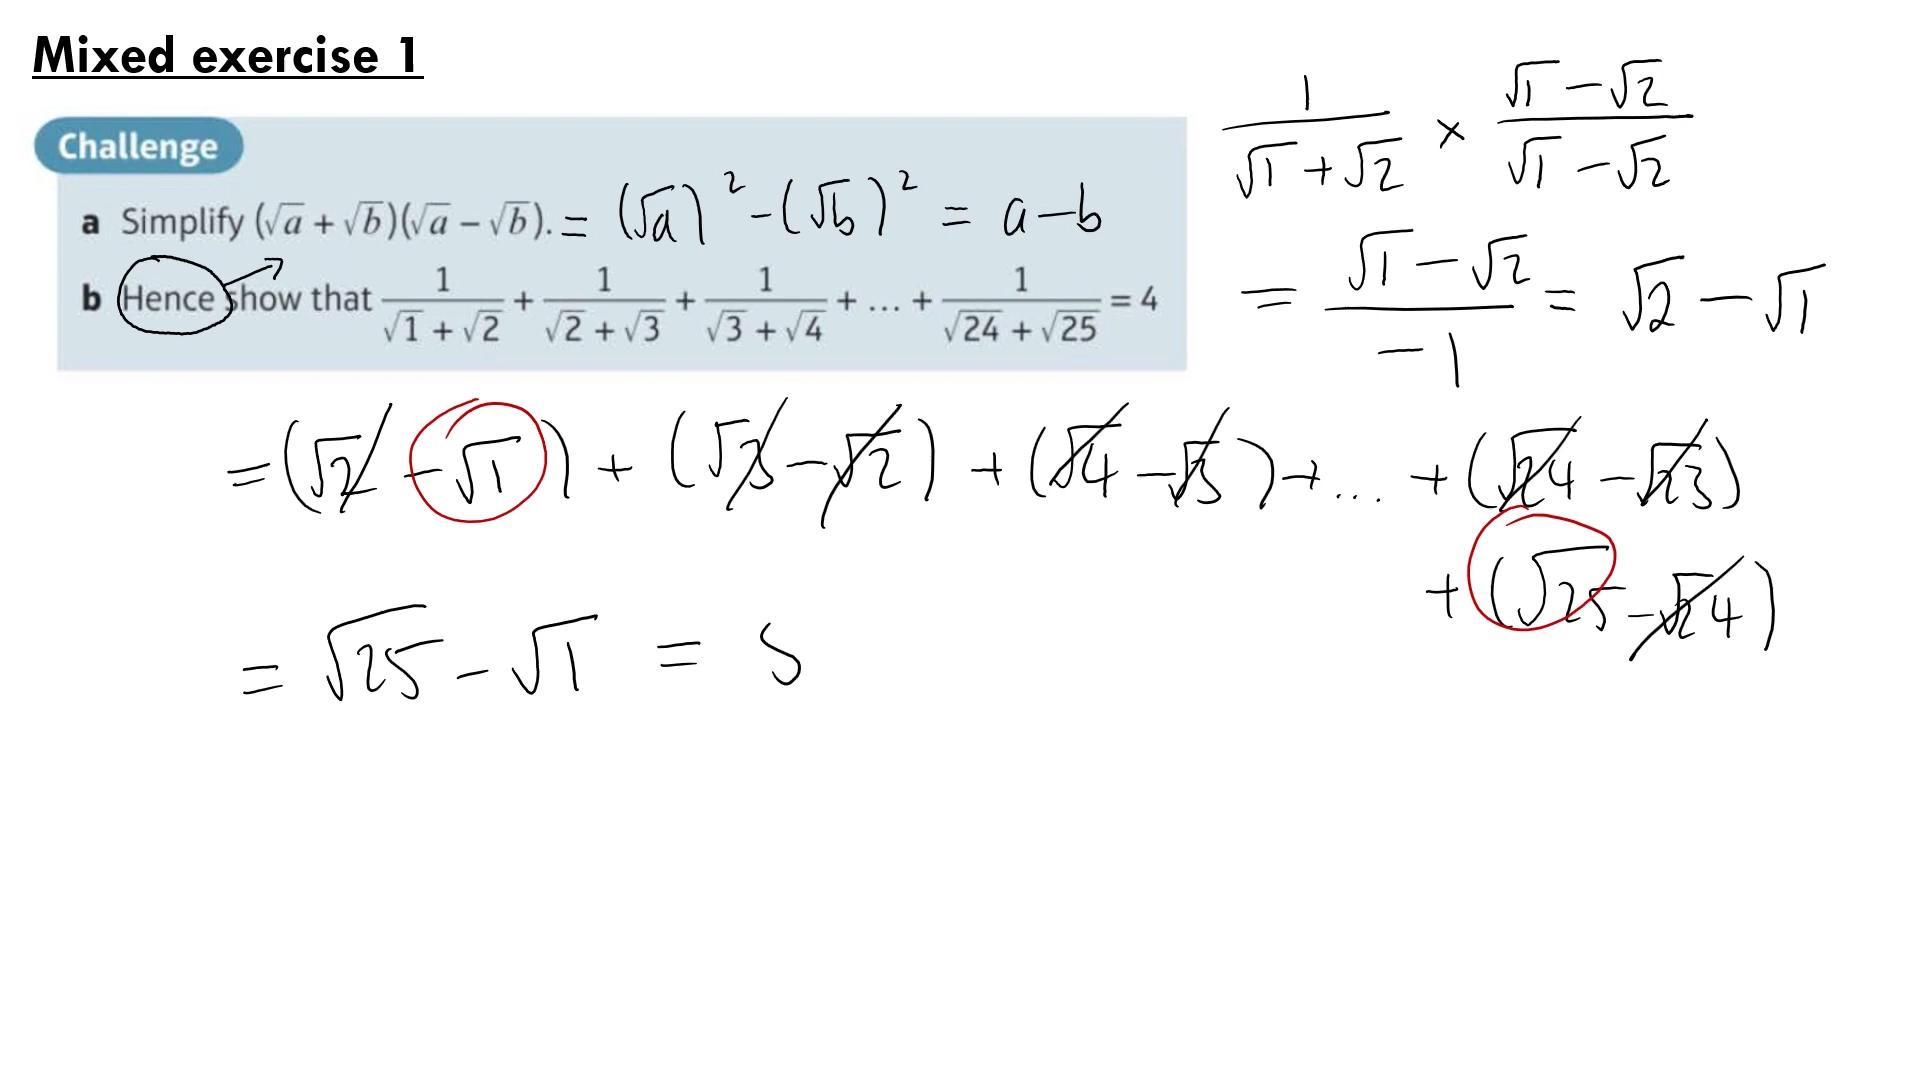 Mixed exercise 1
Challenge
a Simplify (√a + √b)(√a – √b). = (√a)² - (√b)² = a - b
b Hence show that 1/(√1 + √2) + 1/(√2 + √3) + 1/(√3 + √4) + ... + 1/(√24 + √25) = 4
1/(√1 + √2) × (√1 - √2)/(√1 - √2)
= (√1 - √2)/-1 = √2 - √1
= (√2 - √1) + (√3 - √2) + (√4 - √3) + ... + (√24 - √23)
+ (√25 - √24)
= √25 - √1 = 5